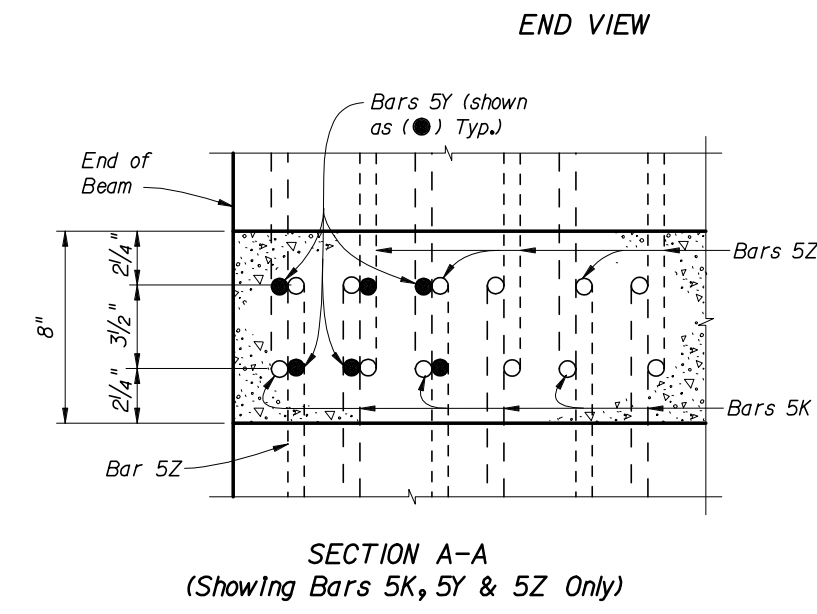 END VIEW
Bars 5Y (shown
as (●) Typ.)
End of
Beam
2¼"
8"
3½"
2¼"
Bars 5Z
Bars 5K
Bar 5Z
SECTION A-A
(Showing Bars 5K, 5Y & 5Z Only)